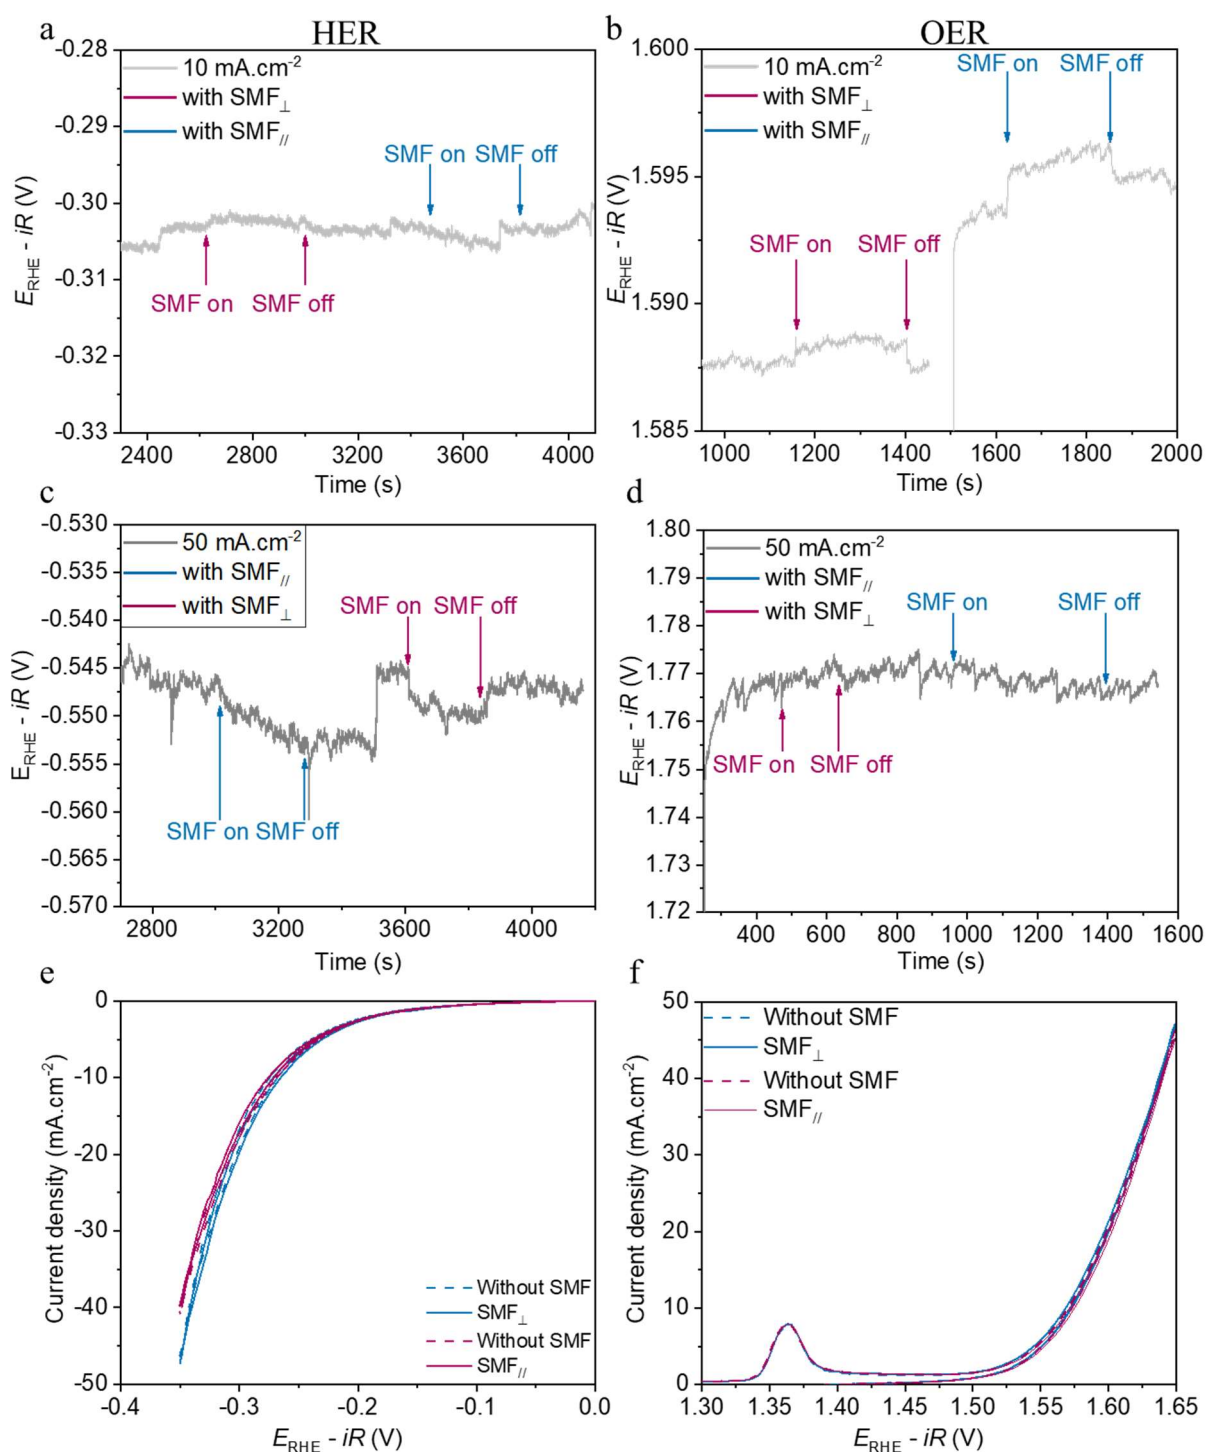 a
HER
-0.28
-0.29
-0.30
-0.31
-0.32
-0.33
E_RHE - iR (V)
10 mA.cm⁻²
with SMF⊥
with SMF//
SMF on
SMF off
SMF on
SMF off
2400
2800
3200
3600
4000
Time (s)
b
OER
1.600
1.595
1.590
1.585
E_RHE - iR (V)
10 mA.cm⁻²
with SMF⊥
with SMF//
SMF on
SMF off
SMF on
SMF off
1000
1200
1400
1600
1800
2000
Time (s)
c
-0.530
-0.535
-0.540
-0.545
-0.550
-0.555
-0.560
-0.565
-0.570
E_RHE - iR (V)
50 mA.cm⁻²
with SMF//
with SMF⊥
SMF on
SMF off
SMF on
SMF off
2800
3200
3600
4000
Time (s)
d
1.80
1.79
1.78
1.77
1.76
1.75
1.74
1.73
1.72
E_RHE - iR (V)
50 mA.cm⁻²
with SMF//
with SMF⊥
SMF on
SMF off
SMF on
SMF off
400
600
800
1000
1200
1400
1600
Time (s)
e
0
-10
-20
-30
-40
-50
Current density (mA.cm⁻²)
Without SMF
SMF⊥
Without SMF
SMF//
-0.4
-0.3
-0.2
-0.1
0.0
E_RHE - iR (V)
f
50
40
30
20
10
0
Current density (mA.cm⁻²)
Without SMF
SMF⊥
Without SMF
SMF//
1.30
1.35
1.40
1.45
1.50
1.55
1.60
1.65
E_RHE - iR (V)